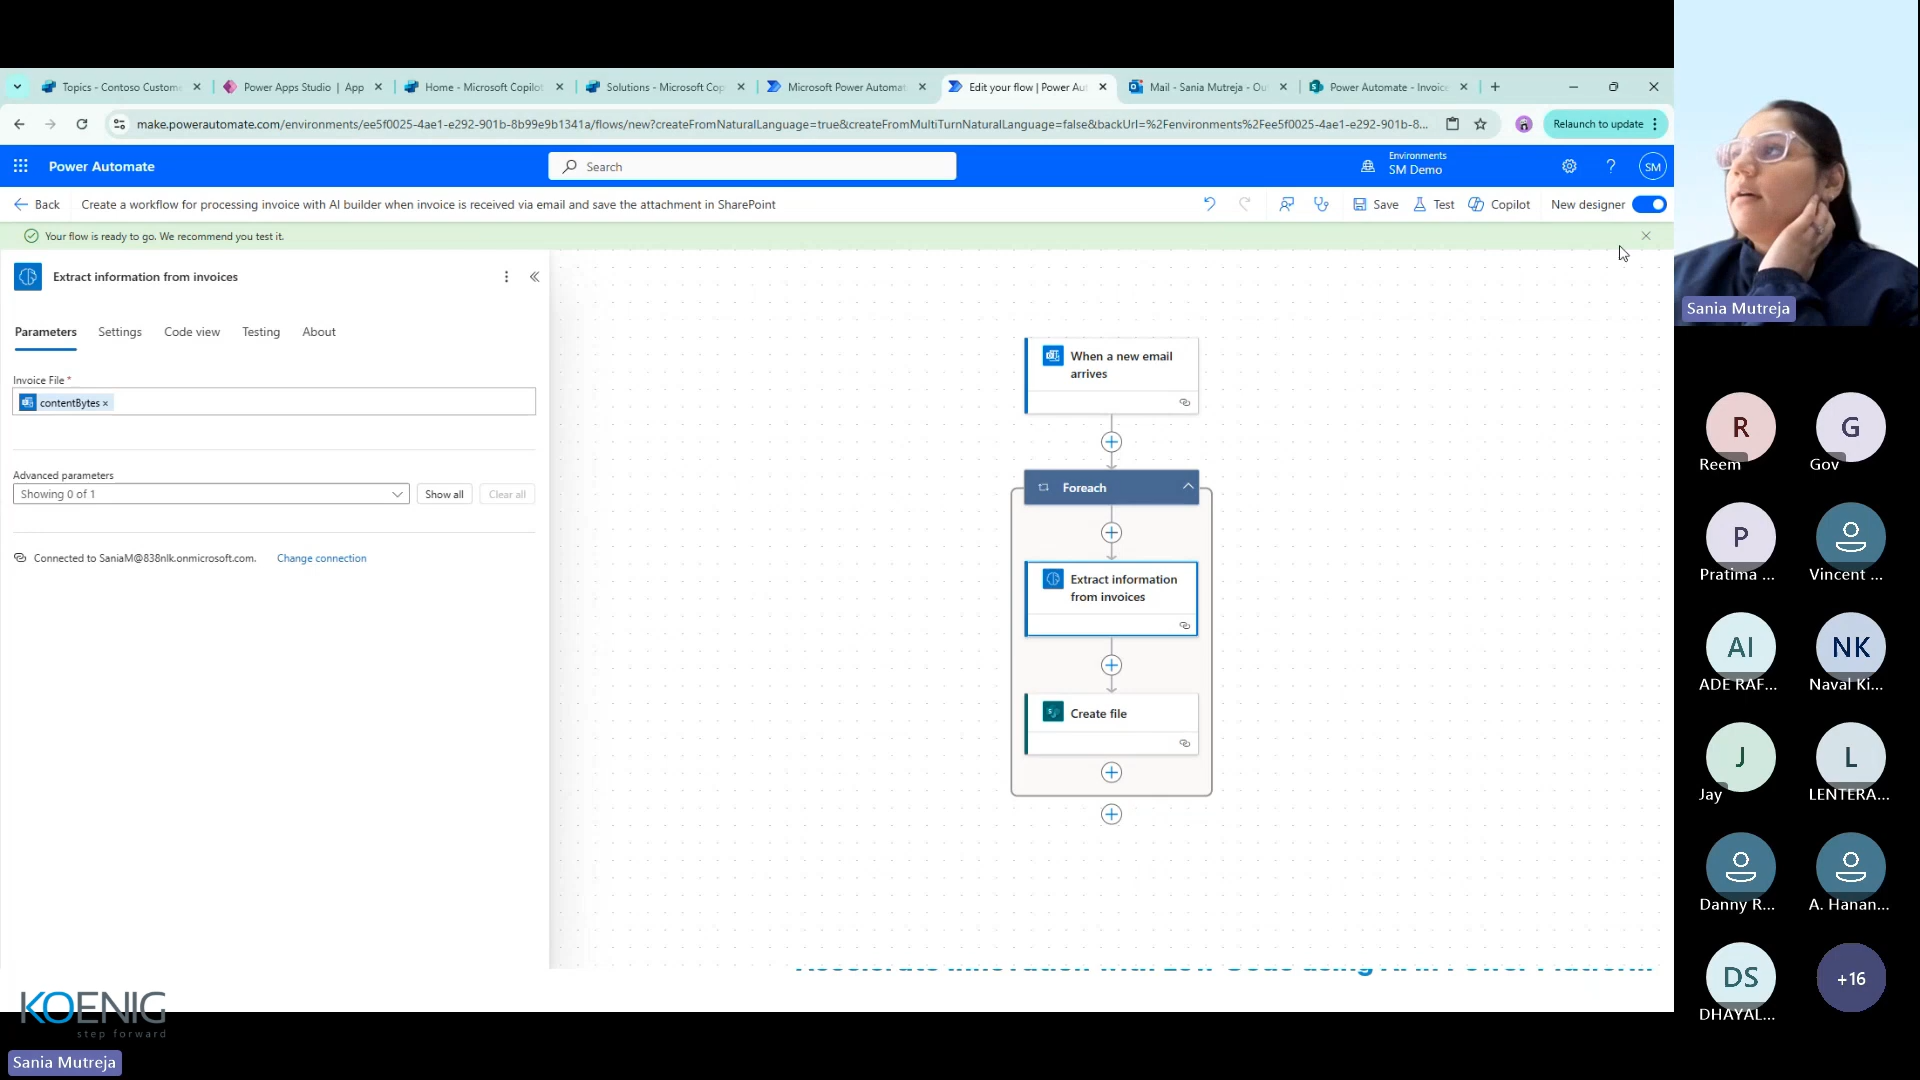 Topics - Contoso Custom
Power Apps Studio | App
Home - Microsoft Copilot
Solutions - Microsoft Cop
Microsoft Power Automat
Edit your flow | Power Au
Mail - Sania Mutreja - Ou
Power Automate - Invoice
make.powerautomate.com/environments/ee5f0025-4ae1-e292-901b-8b99e9b1341a/flows/new?createFromNaturalLanguage=true&createFromMultiTurnNaturalLanguage=false&backUrl=%2Fenvironments%2Fee5f0025-4ae1-e292-901b-8...
Relaunch to update
Power Automate
Search
Environments
SM Demo
SM
Back
Create a workflow for processing invoice with AI builder when invoice is received via email and save the attachment in SharePoint
Save
Test
Copilot
New designer
Your flow is ready to go. We recommend you test it.
Extract information from invoices
Parameters
Settings
Code view
Testing
About
Invoice File *
contentBytes ×
Advanced parameters
Showing 0 of 1
Show all
Clear all
Connected to SaniaM@838nlk.onmicrosoft.com.
Change connection
When a new email
arrives
Foreach
Extract information
from invoices
Create file
KOENIG
step forward
Sania Mutreja
Sania Mutreja
R
Reem
G
Gov
P
Pratima ...
Vincent ...
AI
ADE RAF...
NK
Naval Ki...
J
Jay
L
LENTERA...
Danny R...
A. Hanan...
DS
DHAYAL...
+16